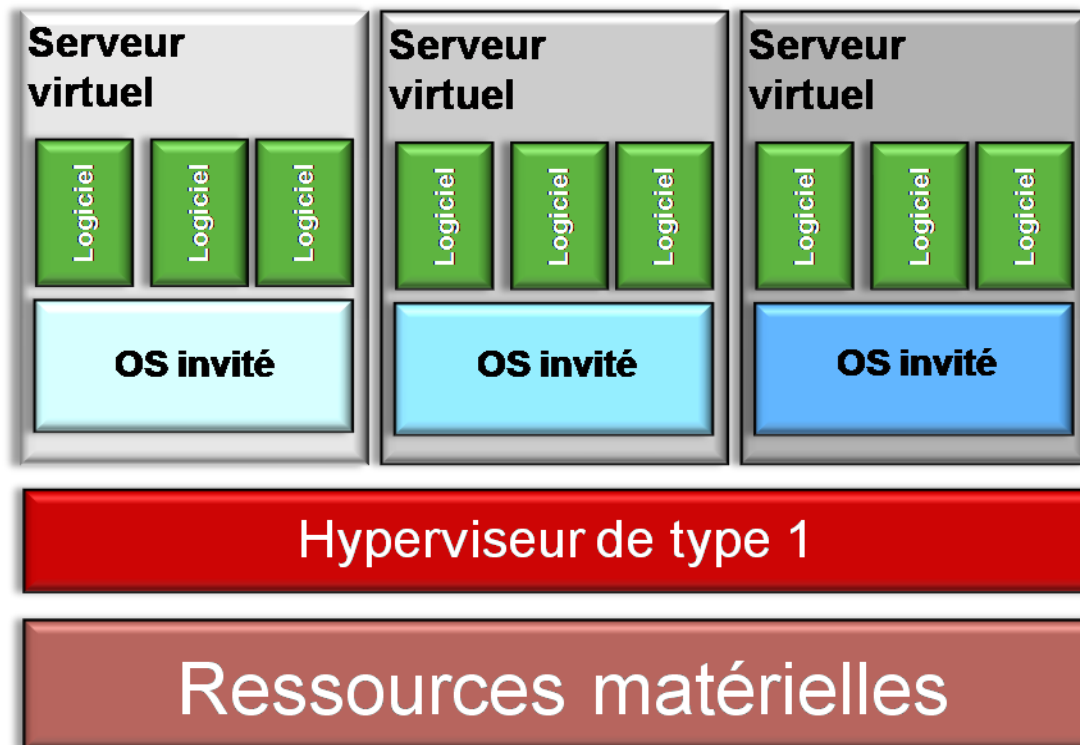 Serveur
virtuel
Logiciel
Logiciel
Logiciel
OS invité
Serveur
virtuel
Logiciel
Logiciel
Logiciel
OS invité
Serveur
virtuel
Logiciel
Logiciel
Logiciel
OS invité
Hyperviseur de type 1
Ressources matérielles